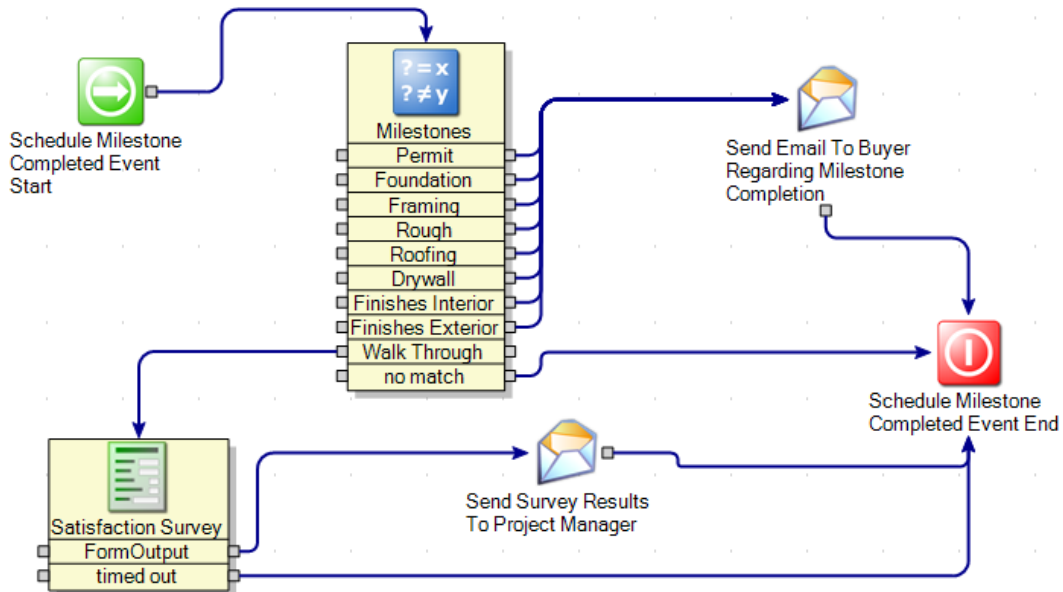 Schedule Milestone
Completed Event
Start
? = x
? ≠ y
Milestones
Permit
Foundation
Framing
Rough
Roofing
Drywall
Finishes Interior
Finishes Exterior
Walk Through
no match
Send Email To Buyer
Regarding Milestone
Completion
Schedule Milestone
Completed Event End
Satisfaction Survey
FormOutput
timed out
Send Survey Results
To Project Manager